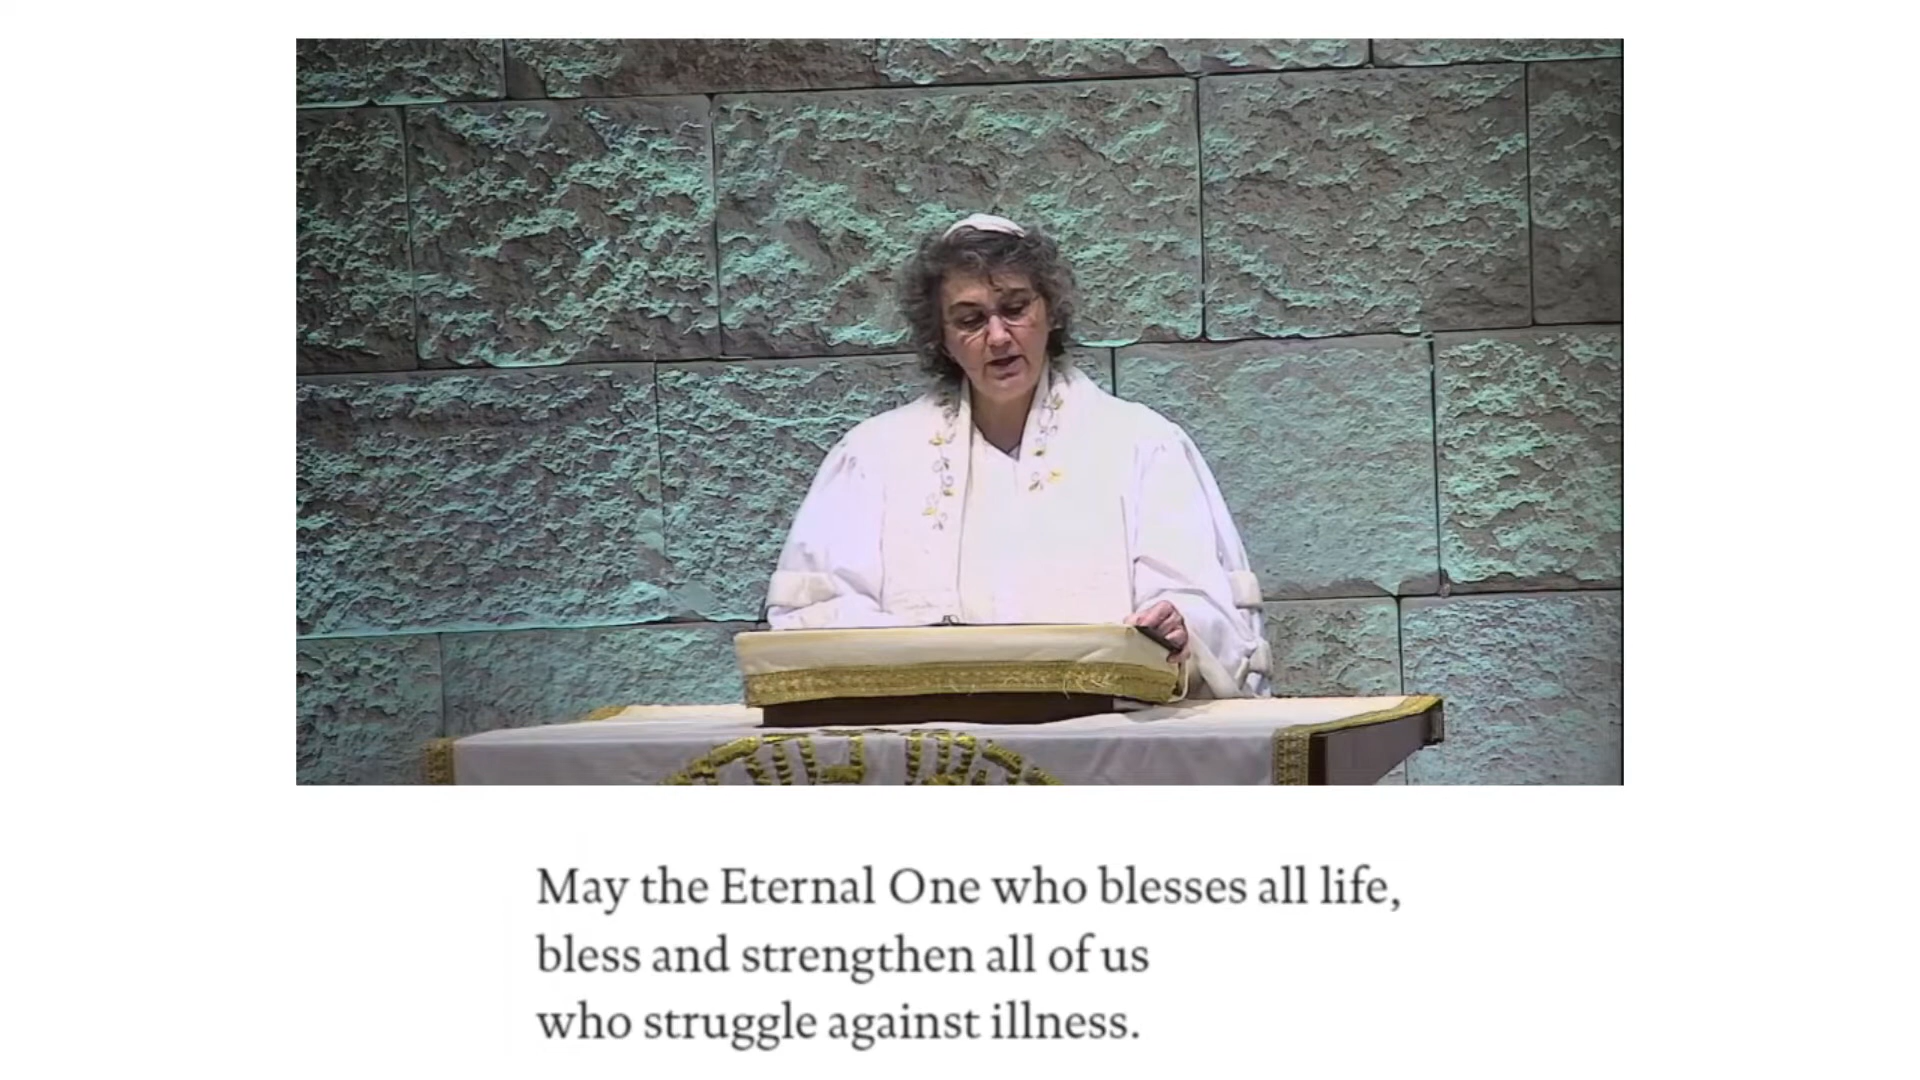 May the Eternal One who blesses all life,
bless and strengthen all of us
who struggle against illness.